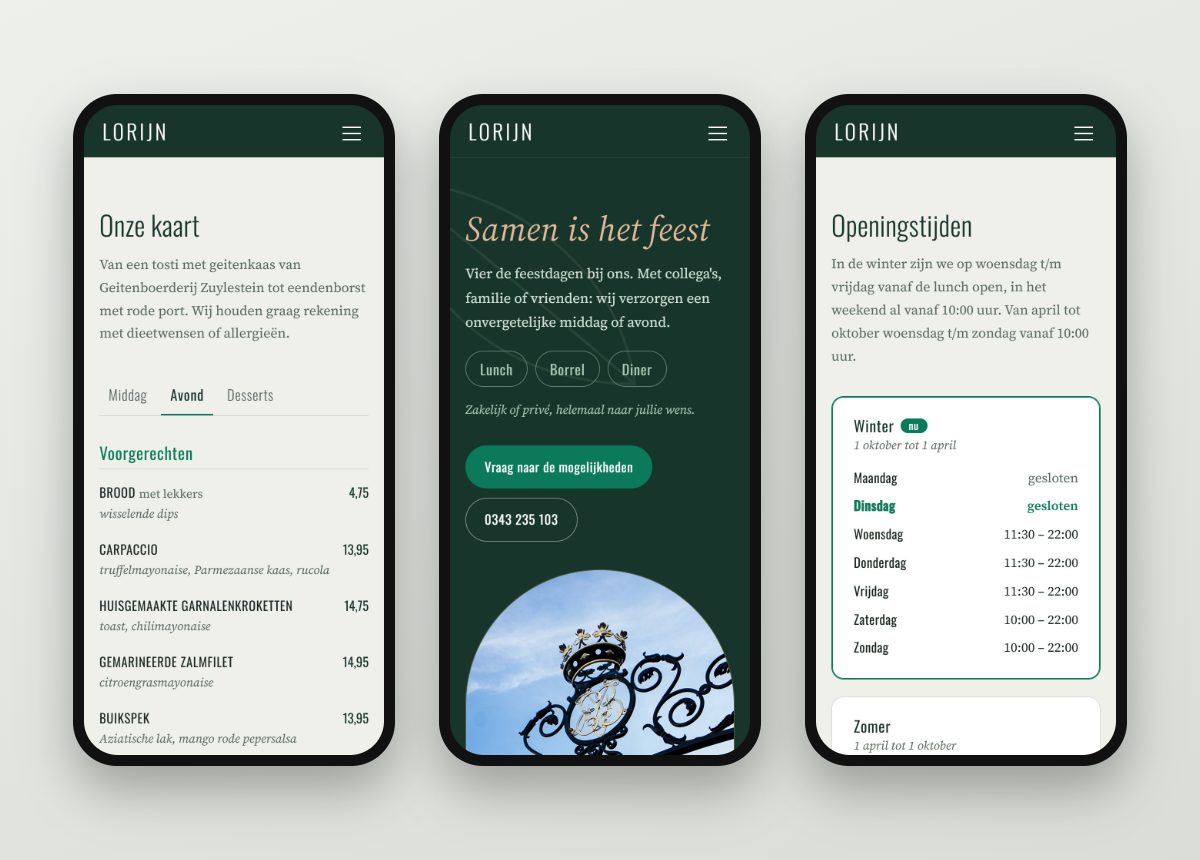 LORIJN
Onze kaart
Van een tosti met geitenkaas van
Geitenboerderij Zuylestein tot eendenborst
met rode port. Wij houden graag rekening
met dieetwensen of allergieën.
Middag Avond Desserts
Voorgerechten
BROOD met lekkers 4,75
wisselende dips
CARPACCIO 13,95
truffelmayonaise, Parmezaanse kaas, rucola
HUISGEMAAKTE GARNALENKROKETTEN 14,75
toast, chilimayonaise
GEMARINEERDE ZALMFILET 14,95
citroengrasmayonaise
BUIKSPEK 13,95
Aziatische lak, mango rode pepersalsa
LORIJN
Samen is het feest
Vier de feestdagen bij ons. Met collega's,
familie of vrienden: wij verzorgen een
onvergetelijke middag of avond.
Lunch Borrel Diner
Zakelijk of privé, helemaal naar jullie wens.
Vraag naar de mogelijkheden
0343 235 103
LORIJN
Openingstijden
In de winter zijn we op woensdag t/m
vrijdag vanaf de lunch open, in het
weekend al vanaf 10:00 uur. Van april tot
oktober woensdag t/m zondag vanaf 10:00
uur.
Winter nu
1 oktober tot 1 april
Maandag gesloten
Dinsdag gesloten
Woensdag 11:30 – 22:00
Donderdag 11:30 – 22:00
Vrijdag 11:30 – 22:00
Zaterdag 10:00 – 22:00
Zondag 10:00 – 22:00
Zomer
1 april tot 1 oktober